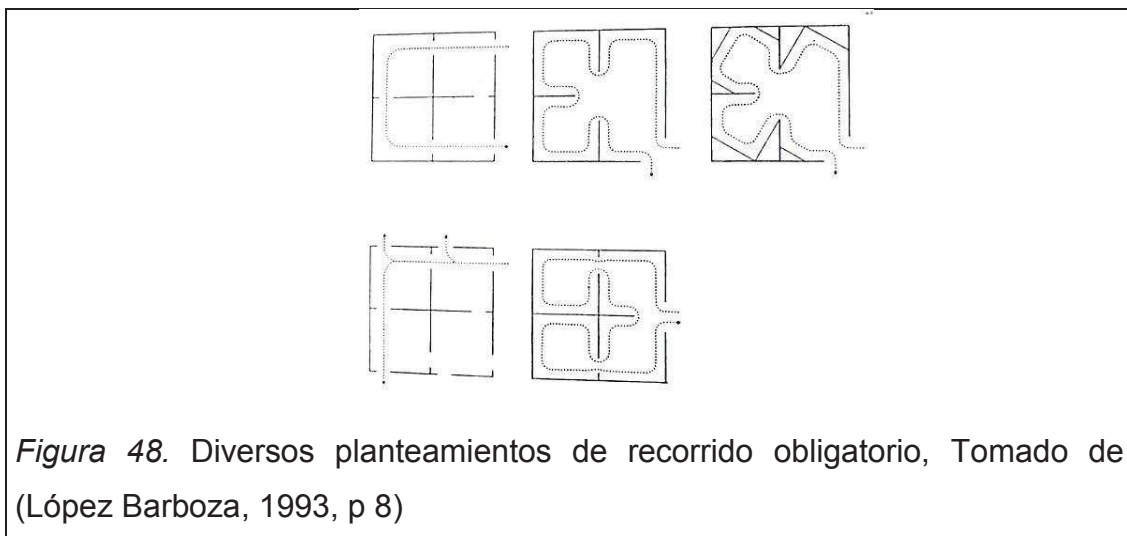 Figura 48. Diversos planteamientos de recorrido obligatorio, Tomado de
(López Barboza, 1993, p 8)